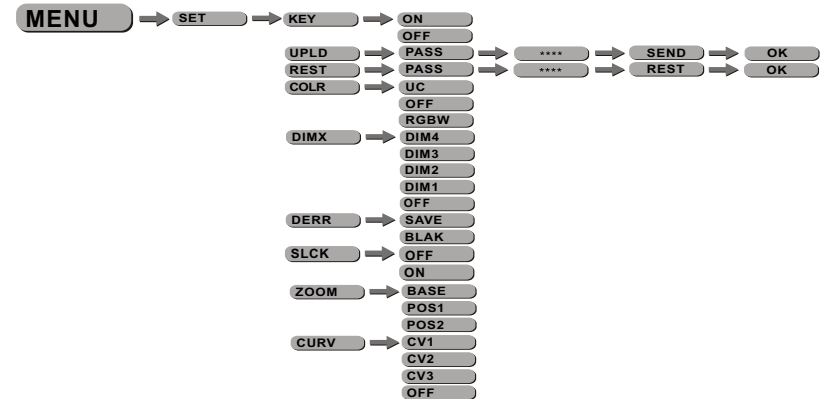 MENU SET KEY ON
OFF
UPLD PASS **** SEND OK
REST PASS **** REST OK
COLR UC
OFF
RGBW
DIMX DIM4
DIM3
DIM2
DIM1
OFF
DERR SAVE
BLAK
SLCK OFF
ON
ZOOM BASE
POS1
POS2
CURV CV1
CV2
CV3
OFF